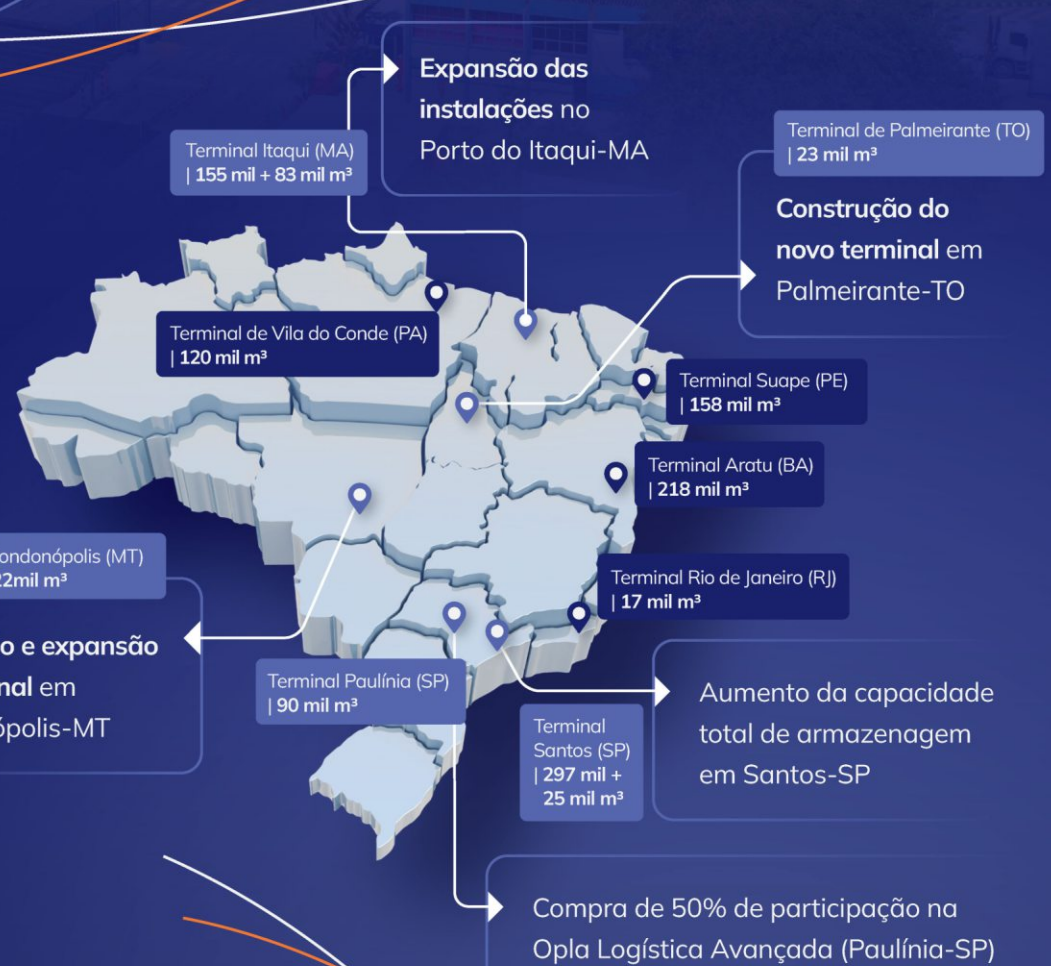 Expansão das
instalações no
Porto do Itaqui-MA
Terminal Itaqui (MA)
| 155 mil + 83 mil m³
Terminal de Palmeirante (TO)
| 23 mil m³
Construção do
novo terminal em
Palmeirante-TO
Terminal de Vila do Conde (PA)
| 120 mil m³
Terminal Suape (PE)
| 158 mil m³
Terminal Aratu (BA)
| 218 mil m³
ondonópolis (MT)
22mil m³
o e expansão
nal em
ópolis-MT
Terminal Rio de Janeiro (RJ)
| 17 mil m³
Terminal Paulínia (SP)
| 90 mil m³
Terminal
Santos (SP)
| 297 mil +
25 mil m³
Aumento da capacidade
total de armazenagem
em Santos-SP
Compra de 50% de participação na
Opla Logística Avançada (Paulínia-SP)